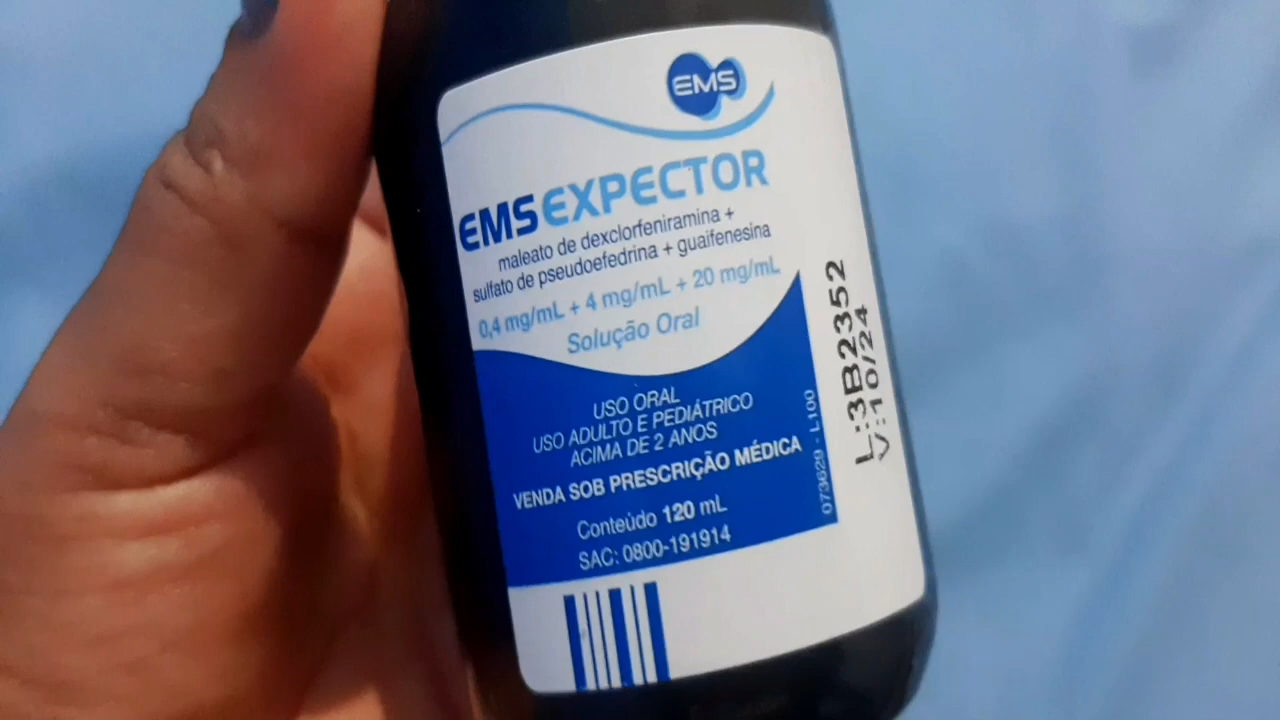 EMS
EMSEXPECTOR
maleato de dexclorfeniramina +
sulfato de pseudoefedrina + guaifenesina
0,4 mg/mL + 4 mg/mL + 20 mg/mL
Solução Oral
USO ORAL
USO ADULTO E PEDIÁTRICO
ACIMA DE 2 ANOS
VENDA SOB PRESCRIÇÃO MÉDICA
Conteúdo 120 mL
SAC: 0800-191914
073629 - L100
L:3B2352
V:10/24